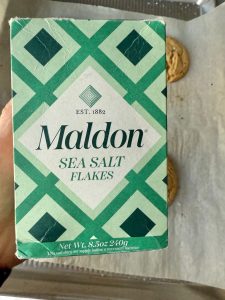 EST. 1882
Maldon®
SEA SALT
FLAKES
Net Wt. 8.5oz 240g